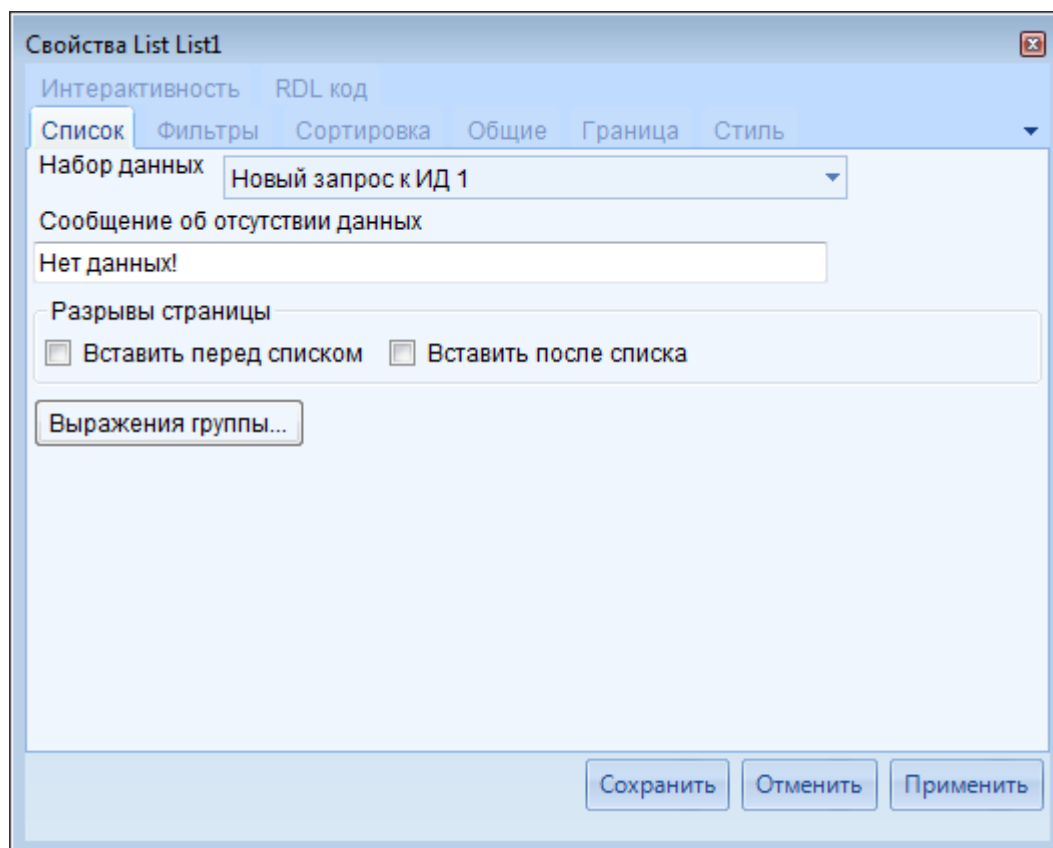 Свойства List List1
Интерактивность RDL код
Список Фильтры Сортировка Общие Граница Стиль
Набор данных Новый запрос к ИД 1
Сообщение об отсутствии данных
Нет данных!
Разрывы страницы
Вставить перед списком Вставить после списка
Выражения группы...
Сохранить Отменить Применить